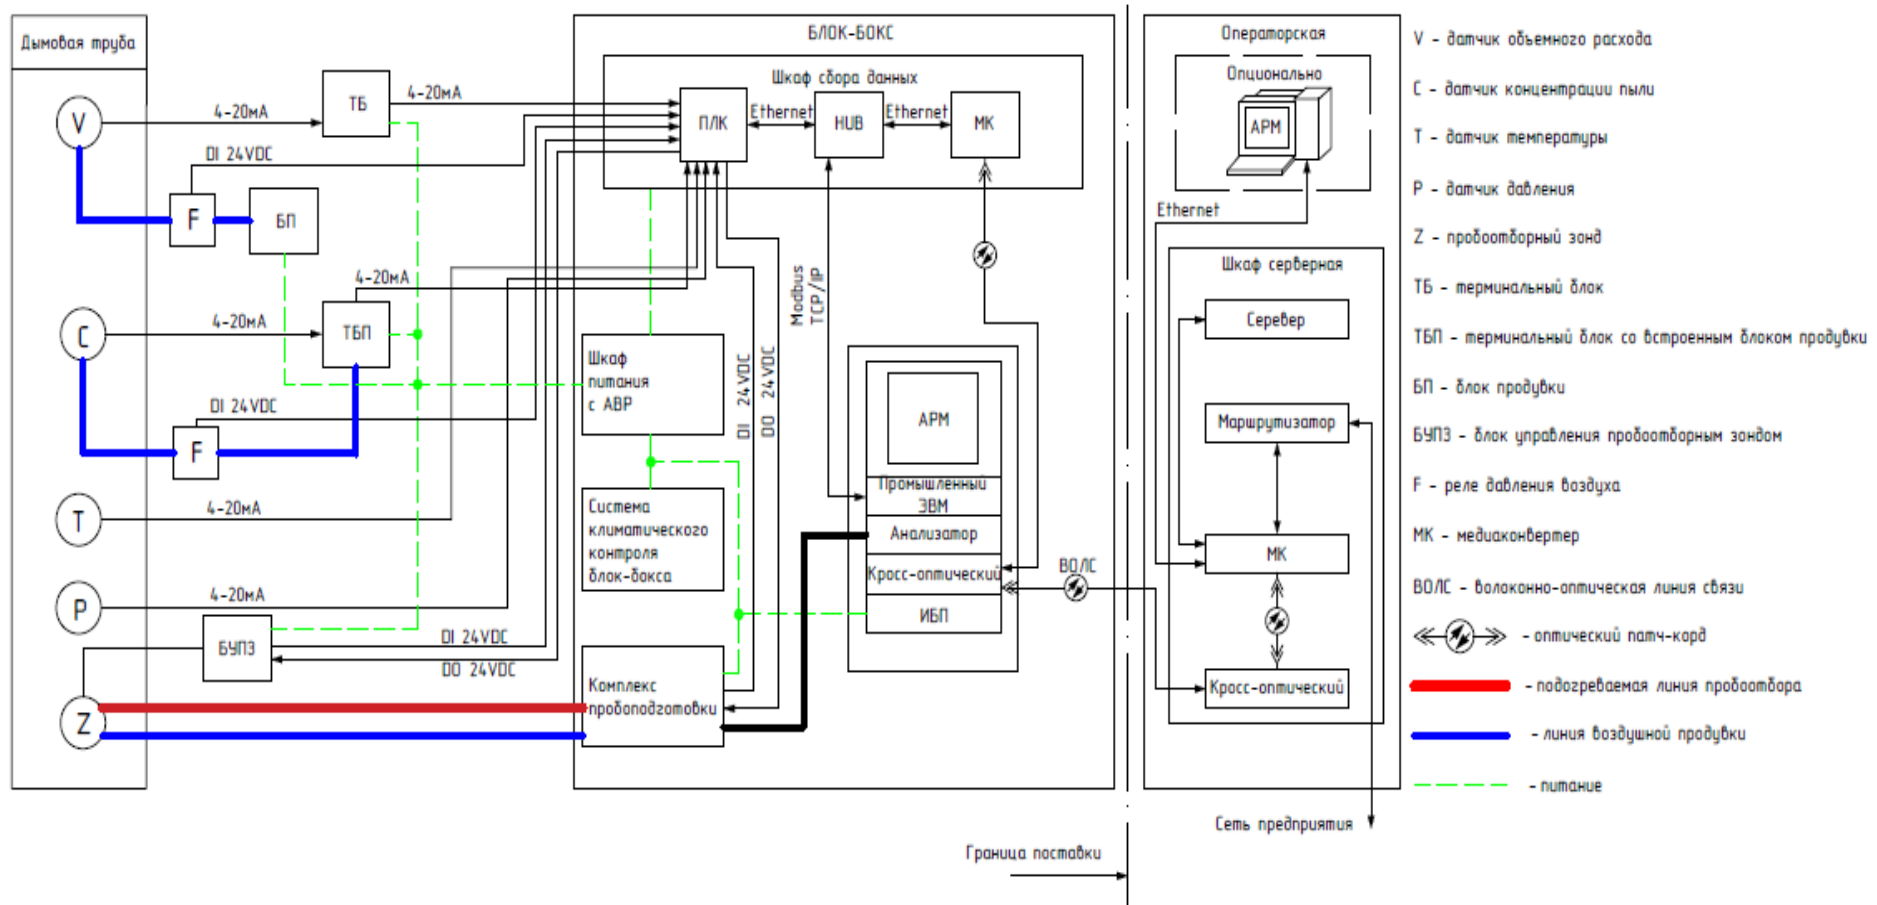 Дымовая труба
V
C
T
P
Z
4-20мА
ТБ
4-20мА
DI 24VDC
F
БП
4-20мА
4-20мА
ТБП
DI 24VDC
F
4-20мА
4-20мА
БУПЗ
DI 24VDC
DO 24VDC
БЛОК-БОКС
Шкаф сбора данных
ПЛК
Ethernet
HUB
Ethernet
МК
Modbus
TCP/IP
DI 24VDC
DO 24VDC
Шкаф
питания
с АВР
Система
климатического
контроля
блок-бокса
Комплекс
пробоподготовки
АРМ
Промышленный
ЭВМ
Анализатор
Кросс-оптический
ИБП
ВОЛС
Операторская
Опционально
АРМ
Ethernet
Шкаф серверная
Серевер
Маршрутизатор
МК
Кросс-оптический
Сеть предприятия
Граница поставки
V - датчик объемного расхода
C - датчик концентрации пыли
T - датчик температуры
P - датчик давления
Z - пробоотборный зонд
ТБ - терминальный блок
ТБП - терминальный блок со встроенным блоком продувки
БП - блок продувки
БУПЗ - блок управления пробоотборным зондом
F - реле давления воздуха
МК - медиаконвертер
ВОЛС - волоконно-оптическая линия связи
- оптический патч-корд
- подогреваемая линия пробоотбора
- линия воздушной продувки
- питание